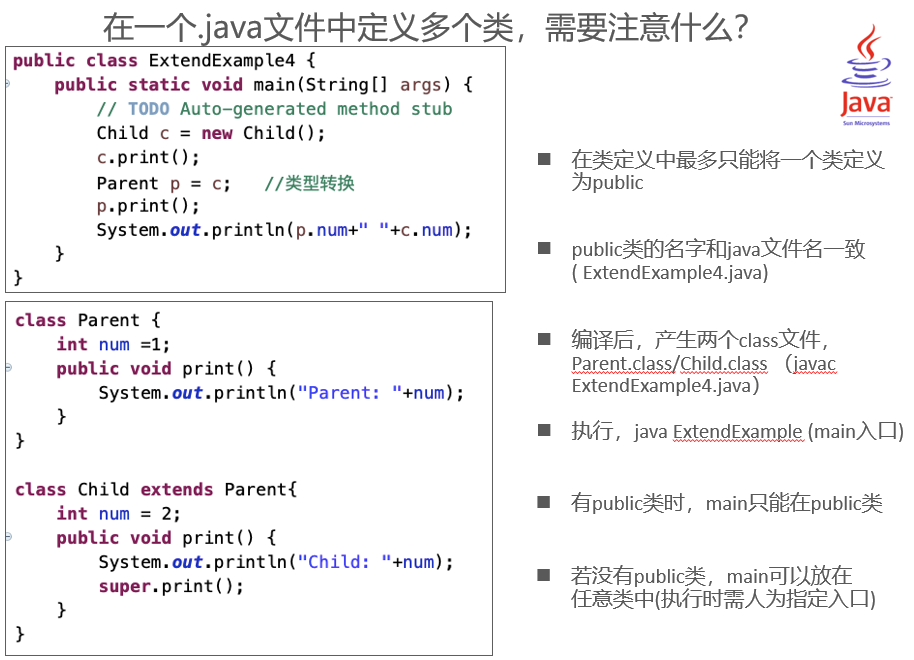 在一个.java文件中定义多个类，需要注意什么？
public class ExtendExample4 {
public static void main(String[] args) {
// TODO Auto-generated method stub
Child c = new Child();
c.print();
Parent p = c;   //类型转换
p.print();
System.out.println(p.num+" "+c.num);
}
}
class Parent {
int num =1;
public void print() {
System.out.println("Parent: "+num);
}
}
class Child extends Parent{
int num = 2;
public void print() {
System.out.println("Child: "+num);
super.print();
}
}
Java
Sun Microsystems
■ 在类定义中最多只能将一个类定义
为public
■ public类的名字和java文件名一致
( ExtendExample4.java)
■ 编译后，产生两个class文件，
Parent.class/Child.class （javac
ExtendExample4.java）
■ 执行，java ExtendExample (main入口)
■ 有public类时，main只能在public类
■ 若没有public类，main可以放在
任意类中(执行时需人为指定入口)